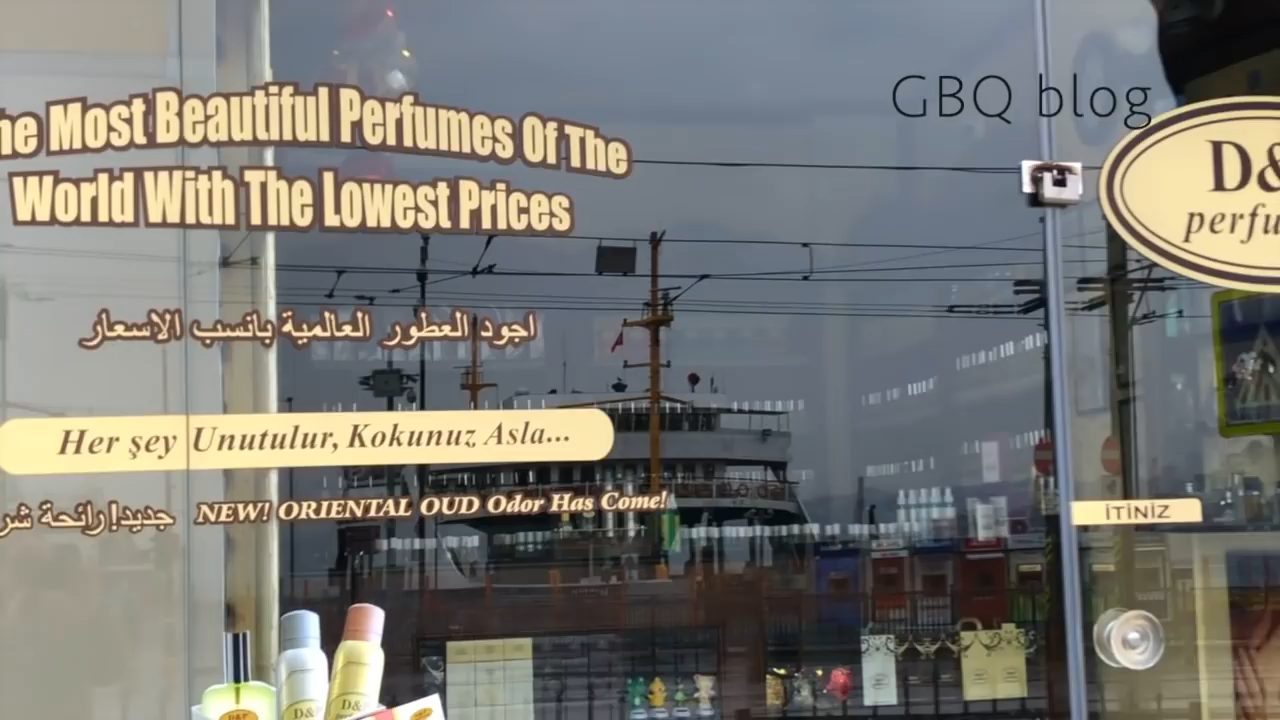 he Most Beautiful Perfumes Of The
World With The Lowest Prices
اجود العطور العالمية بانسب الاسعار
Her şey Unutulur, Kokunuz Asla...
جديد!رائحة شر
NEW! ORIENTAL OUD Odor Has Come!
GBQ blog
D&
perfu
İTİNİZ
D&P
D&